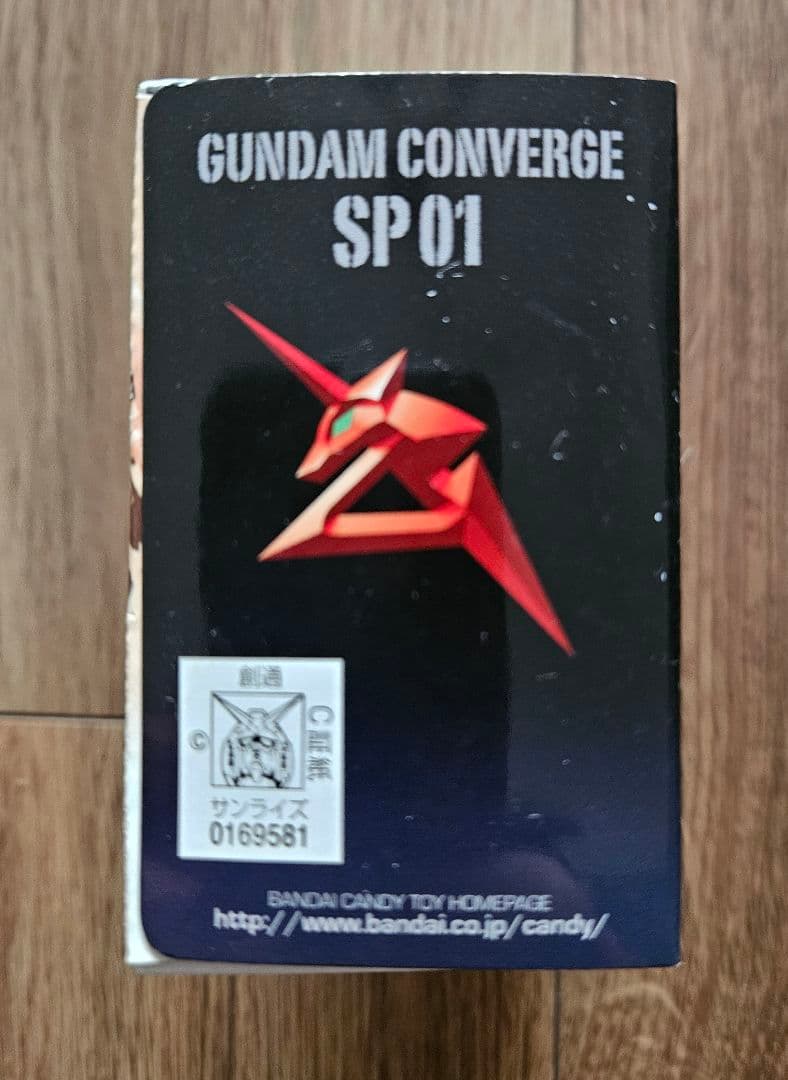 GUNDAM CONVERGE
SP01
創通
©
C証紙
サンライズ
0169581
BANDAI CANDY TOY HOMEPAGE
http://www.bandai.co.jp/candy/